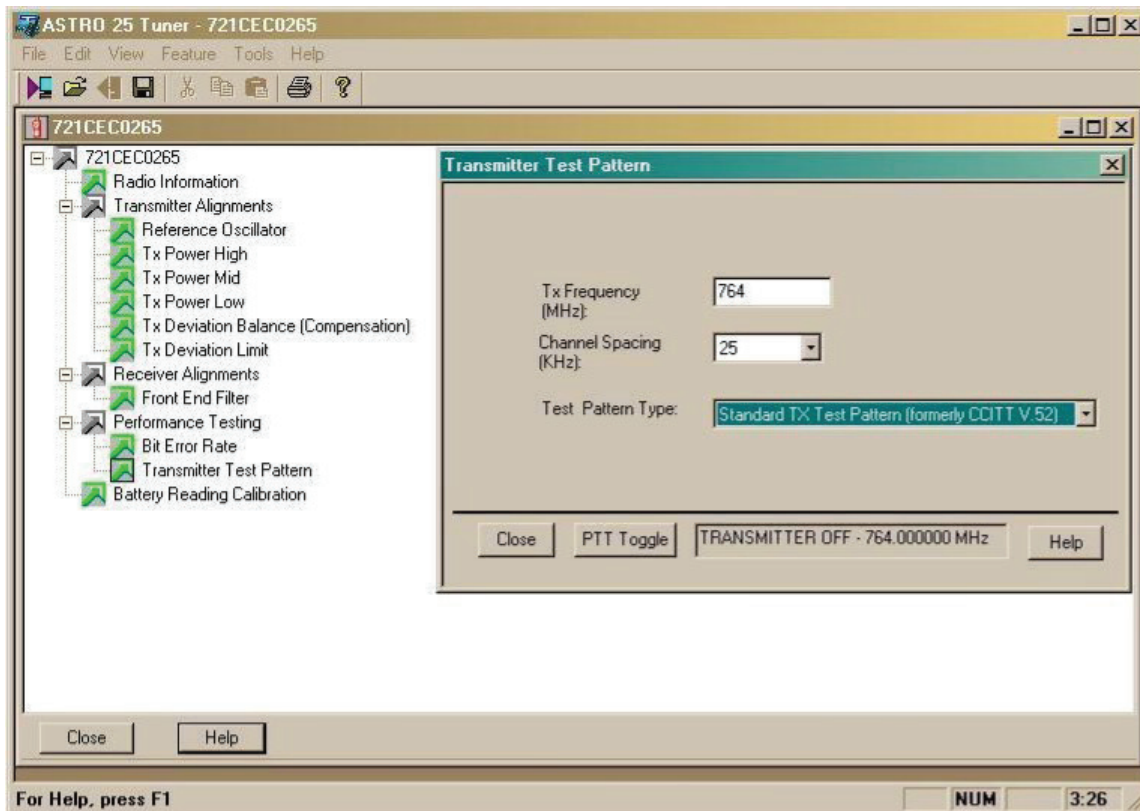 ASTRO 25 Tuner - 721CEC0265
File Edit View Feature Tools Help
721CEC0265
721CEC0265
Radio Information
Transmitter Alignments
Reference Oscillator
Tx Power High
Tx Power Mid
Tx Power Low
Tx Deviation Balance (Compensation)
Tx Deviation Limit
Receiver Alignments
Front End Filter
Performance Testing
Bit Error Rate
Transmitter Test Pattern
Battery Reading Calibration
Transmitter Test Pattern
Tx Frequency
(MHz):
764
Channel Spacing
(KHz):
25
Test Pattern Type:
Standard TX Test Pattern (formerly CCITT V.52)
Close
PTT Toggle
TRANSMITTER OFF - 764.000000 MHz
Help
Close
Help
For Help, press F1
NUM
3:26